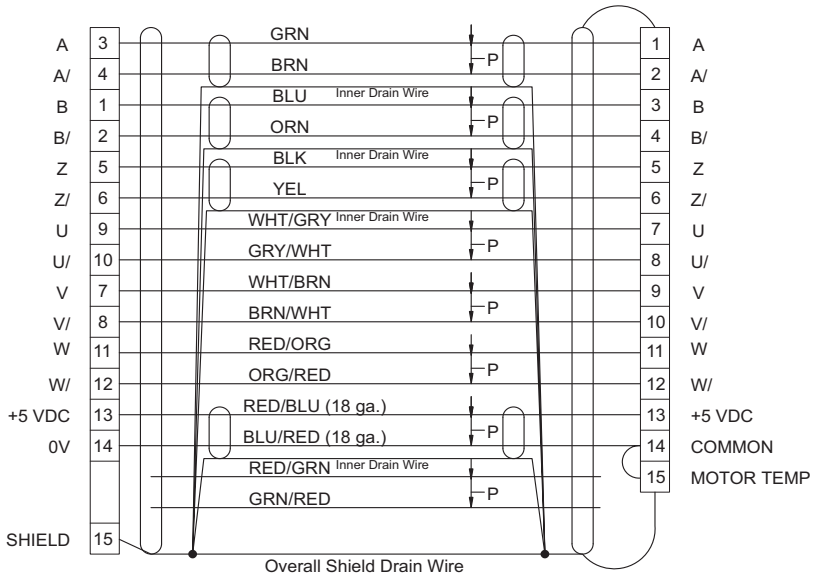 A 3 GRN 1 A
P
A/ 4 BRN 2 A/
Inner Drain Wire
B 1 BLU 3 B
P
B/ 2 ORN 4 B/
Inner Drain Wire
Z 5 BLK 5 Z
P
Z/ 6 YEL 6 Z/
Inner Drain Wire
U 9 WHT/GRY 7 U
P
U/ 10 GRY/WHT 8 U/
V 7 WHT/BRN 9 V
P
V/ 8 BRN/WHT 10 V/
W 11 RED/ORG 11 W
P
W/ 12 ORG/RED 12 W/
+5 VDC 13 RED/BLU (18 ga.) 13 +5 VDC
P
0V 14 BLU/RED (18 ga.) 14 COMMON
RED/GRN Inner Drain Wire 15 MOTOR TEMP
P
GRN/RED
SHIELD 15
Overall Shield Drain Wire